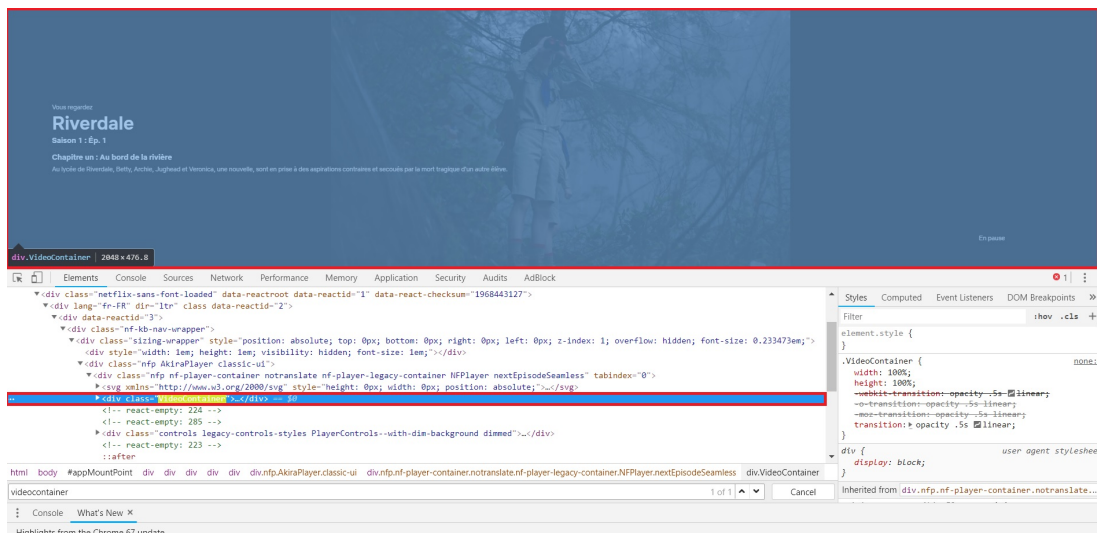 Vous regardez
Riverdale
Saison 1 : Ép. 1
Chapitre un : Au bord de la rivière
Au lycée de Riverdale, Betty, Archie, Jughead et Veronica, une nouvelle, sont en prise à des aspirations contraires et secoués par la mort tragique d'un autre élève.
En pause
div.VideoContainer | 2048×476.8
Elements Console Sources Network Performance Memory Application Security Audits AdBlock
1
<div class="netflix-sans-font-loaded" data-reactroot data-reactid="1" data-react-checksum="1968443127">
<div lang="fr-FR" dir="ltr" class data-reactid="2">
<div data-reactid="3">
<div class="nf-kb-nav-wrapper">
<div class="sizing-wrapper" style="position: absolute; top: 0px; bottom: 0px; right: 0px; left: 0px; z-index: 1; overflow: hidden; font-size: 0.233473em;">
<div style="width: 1em; height: 1em; visibility: hidden; font-size: 1em;"></div>
<div class="nfp AkiraPlayer classic-ui">
<div class="nfp nf-player-container notranslate nf-player-legacy-container NFPlayer nextEpisodeSeamless" tabindex="0">
<svg xmlns="http://www.w3.org/2000/svg" style="height: 0px; width: 0px; position: absolute;">…</svg>
<div class="VideoContainer">…</div> == $0
<!-- react-empty: 224 -->
<!-- react-empty: 285 -->
<div class="controls legacy-controls-styles PlayerControls--with-dim-background dimmed">…</div>
<!-- react-empty: 223 -->
::after
html body #appMountPoint div div div div div div.nfp.AkiraPlayer.classic-ui div.nfp.nf-player-container.notranslate.nf-player-legacy-container.NFPlayer.nextEpisodeSeamless div.VideoContainer
videocontainer 1 of 1 Cancel
Console What's New ×
Highlights from the Chrome 67 update
Styles Computed Event Listeners DOM Breakpoints »
Filter :hov .cls +
element.style {
}
.VideoContainer { none:
width: 100%;
height: 100%;
-webkit-transition: opacity .5s linear;
-o-transition: opacity .5s linear;
-moz-transition: opacity .5s linear;
transition: opacity .5s linear;
}
div { user agent styleshee
display: block;
}
Inherited from div.nfp.nf-player-container.notranslate...